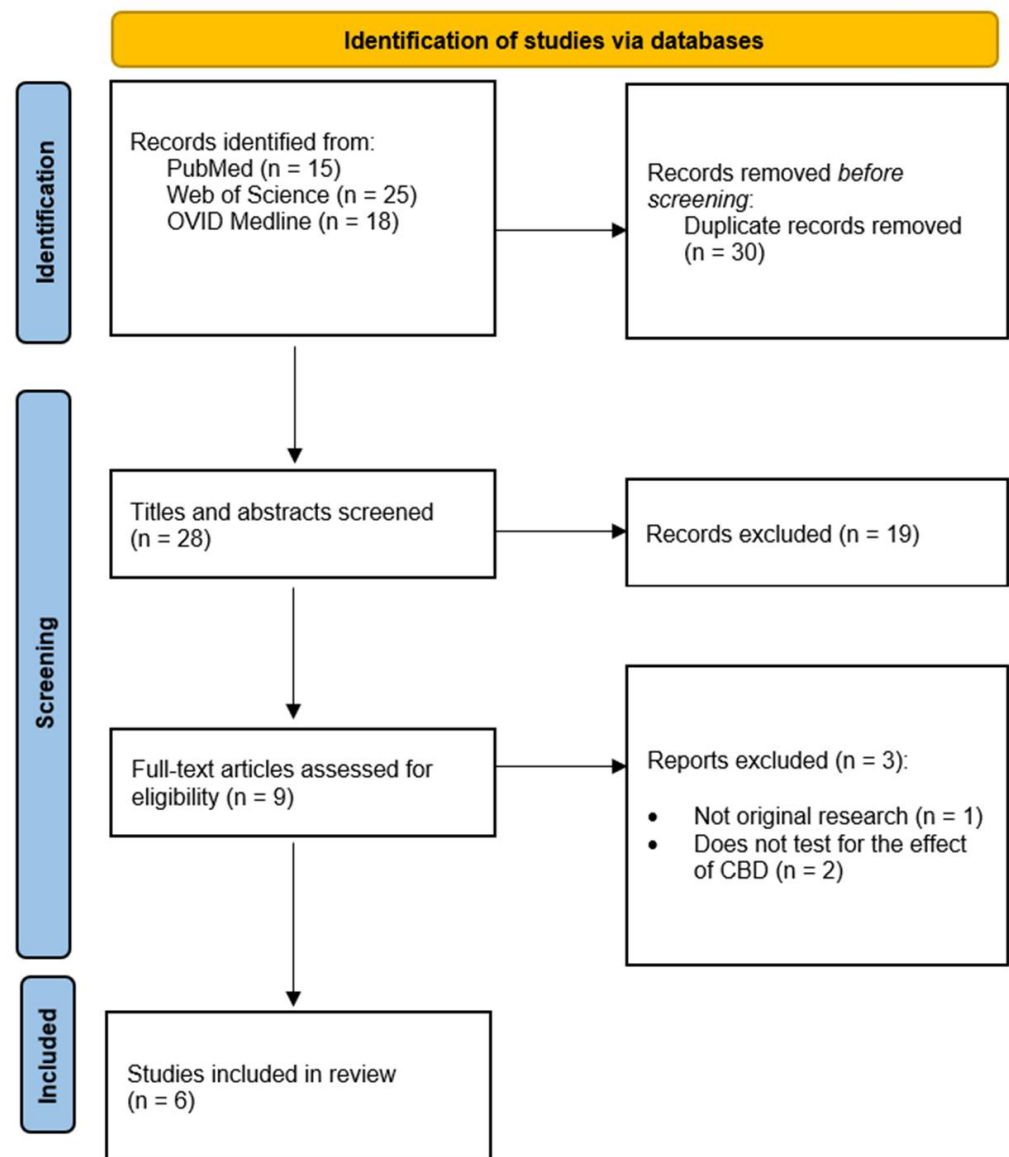 Identification of studies via databases
Identification
Records identified from:
PubMed (n = 15)
Web of Science (n = 25)
OVID Medline (n = 18)
Records removed before
screening:
Duplicate records removed
(n = 30)
Screening
Titles and abstracts screened
(n = 28)
Records excluded (n = 19)
Full-text articles assessed for
eligibility (n = 9)
Reports excluded (n = 3):
• Not original research (n = 1)
• Does not test for the effect
of CBD (n = 2)
Included
Studies included in review
(n = 6)